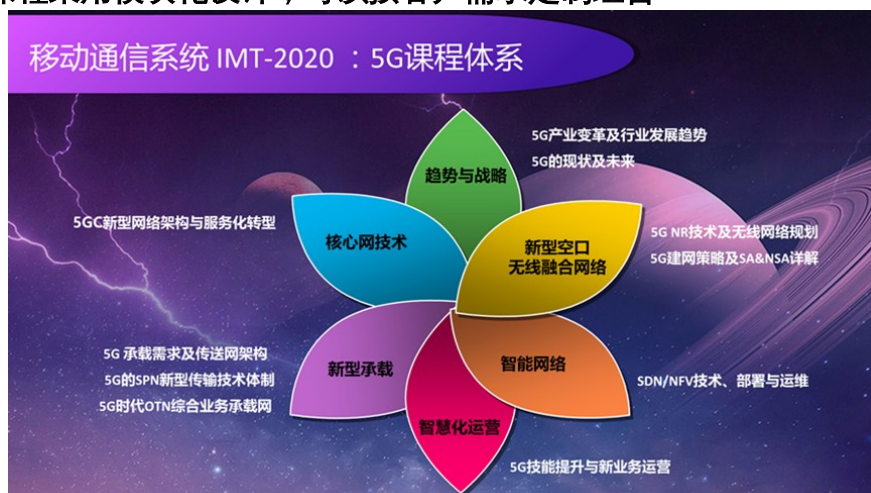 移动通信系统 IMT-2020 ：5G课程体系
5G产业变革及行业发展趋势
5G的现状及未来
趋势与战略
5GC新型网络架构与服务化转型
核心网技术
新型空口
无线融合网络
5G NR技术及无线网络规划
5G建网策略及SA&NSA详解
5G 承载需求及传送网架构
5G的SPN新型传输技术体制
5G时代OTN综合业务承载网
新型承载
智能网络
SDN/NFV技术、部署与运维
智慧化运营
5G技能提升与新业务运营